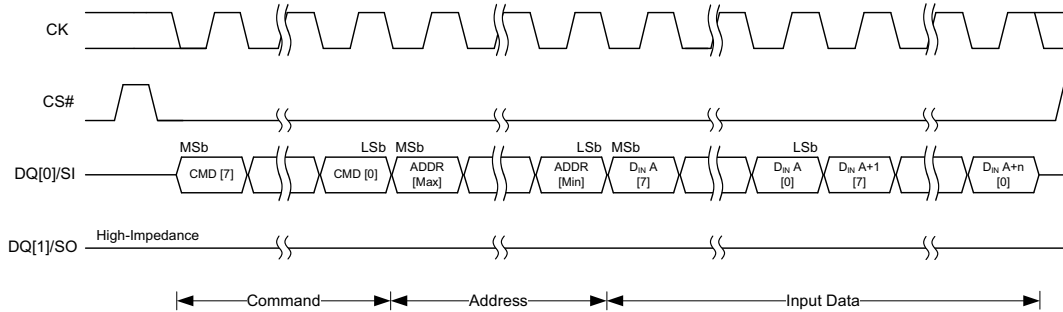 CK
CS#
MSb LSb MSb LSb MSb LSb
DQ[0]/SI CMD [7] CMD [0] ADDR [Max] ADDR [Min] DIN A [7] DIN A [0] DIN A+1 [7] DIN A+n [0]
High-Impedance
DQ[1]/SO
Command Address Input Data